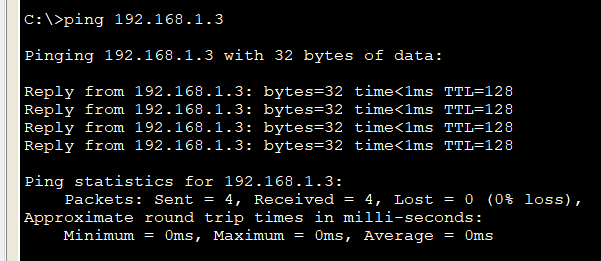 C:\>ping 192.168.1.3
Pinging 192.168.1.3 with 32 bytes of data:
Reply from 192.168.1.3: bytes=32 time<1ms TTL=128
Reply from 192.168.1.3: bytes=32 time<1ms TTL=128
Reply from 192.168.1.3: bytes=32 time<1ms TTL=128
Reply from 192.168.1.3: bytes=32 time<1ms TTL=128
Ping statistics for 192.168.1.3:
Packets: Sent = 4, Received = 4, Lost = 0 (0% loss),
Approximate round trip times in milli-seconds:
Minimum = 0ms, Maximum = 0ms, Average = 0ms